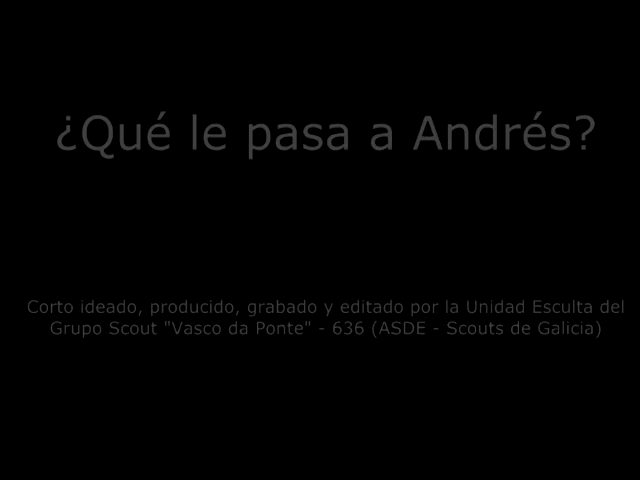 ¿Qué le pasa a Andrés?
Corto ideado, producido, grabado y editado por la Unidad Esculta del
Grupo Scout "Vasco da Ponte" - 636 (ASDE - Scouts de Galicia)